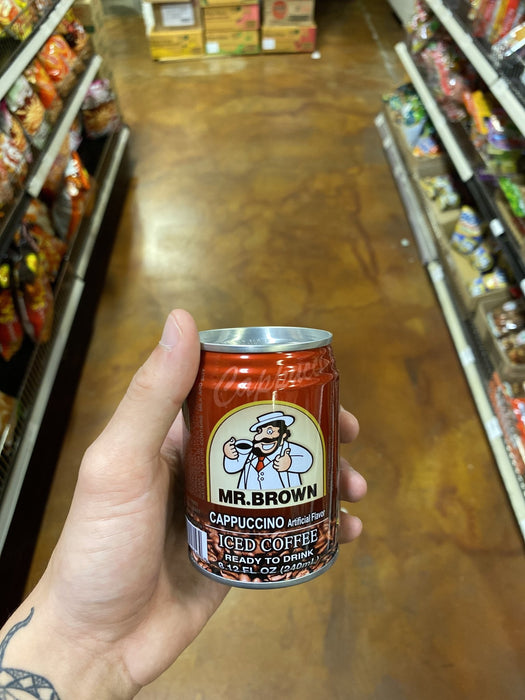 Cappuccino
MR.BROWN
CAPPUCCINO Artificial Flavor
ICED COFFEE
READY TO DRINK
8.12 FL OZ (240mL)